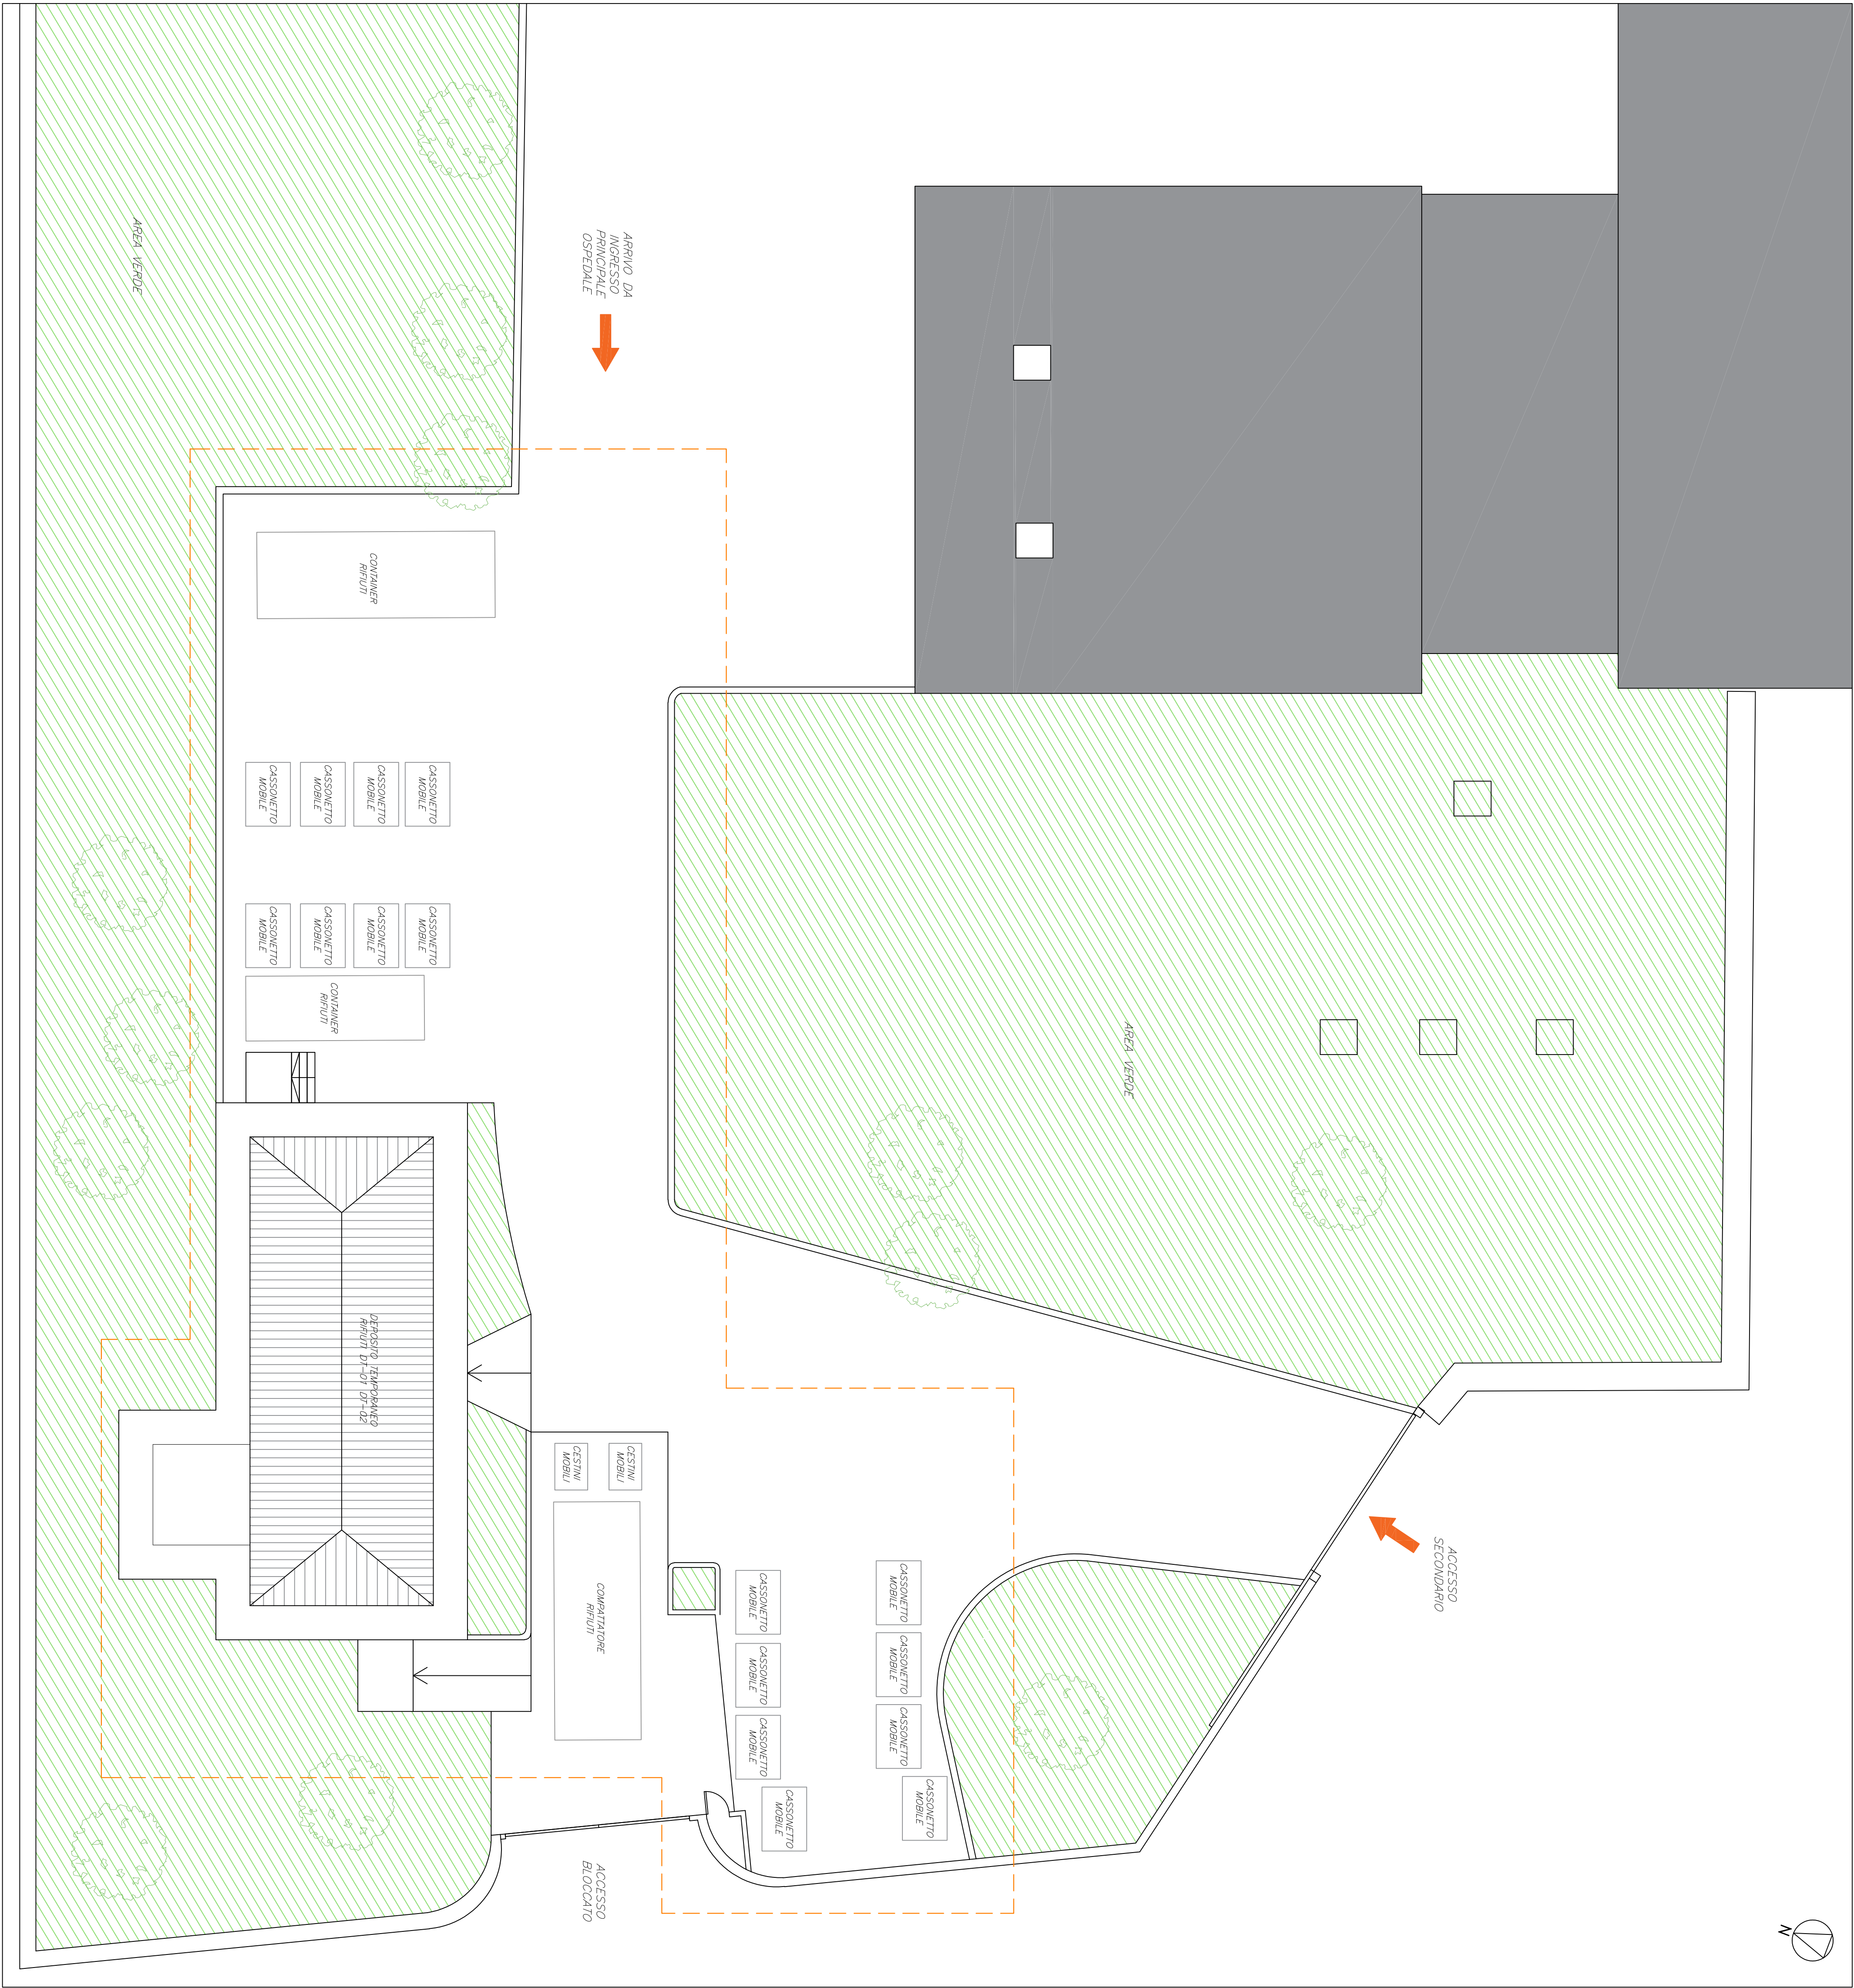 AREA VERDE
ARRIVO DA
INGRESSO
PRINCIPALE
OSPEDALE
CONTAINER
RIFIUTI
CASSONETTO
MOBILE
CASSONETTO
MOBILE
CASSONETTO
MOBILE
CASSONETTO
MOBILE
CASSONETTO
MOBILE
CASSONETTO
MOBILE
CASSONETTO
MOBILE
CASSONETTO
MOBILE
CONTAINER
RIFIUTI
AREA VERDE
DEPOSITO TEMPORANEO
RIFIUTI DT-01 DT-02
CESTINI
MOBILI
CESTINI
MOBILI
COMPATTATORE
RIFIUTI
ACCESSO
SECONDARIO
CASSONETTO
MOBILE
CASSONETTO
MOBILE
CASSONETTO
MOBILE
CASSONETTO
MOBILE
CASSONETTO
MOBILE
CASSONETTO
MOBILE
CASSONETTO
MOBILE
CASSONETTO
MOBILE
ACCESSO
BLOCCATO
N